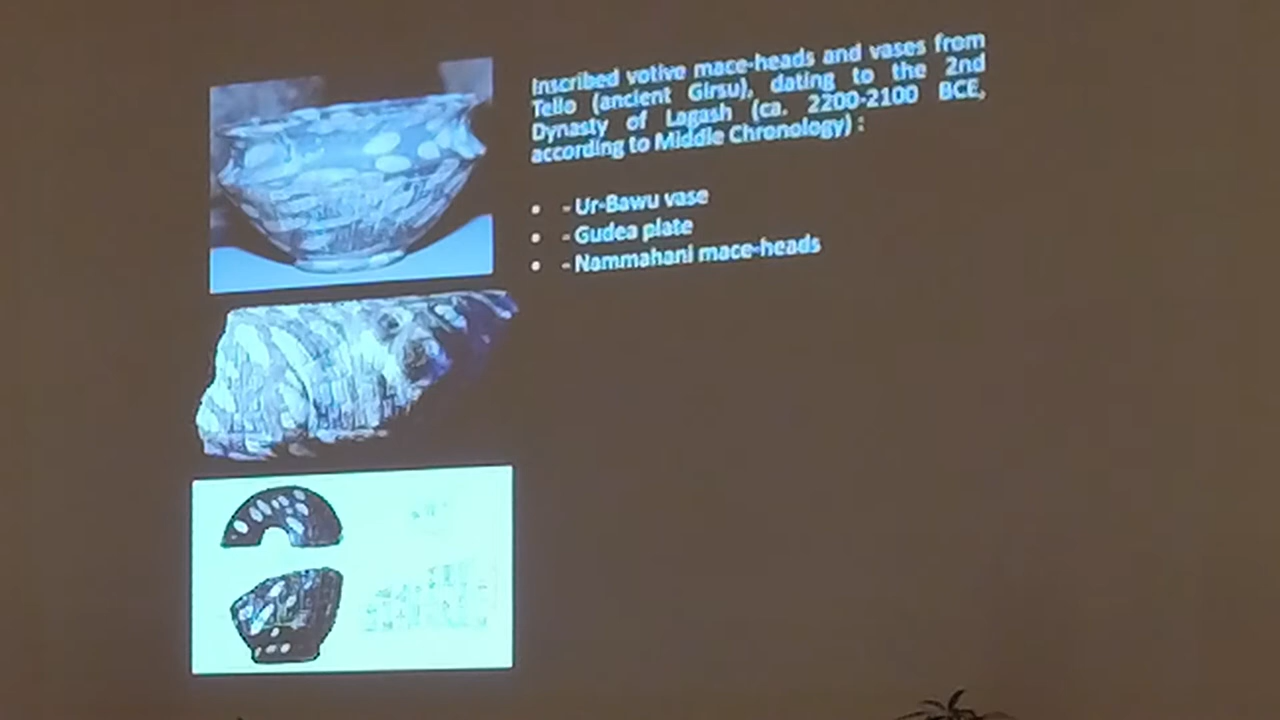 Inscribed votive mace-heads and vases from
Tello (ancient Girsu), dating to the 2nd
Dynasty of Lagash (ca. 2200-2100 BCE,
according to Middle Chronology) :
• - Ur-Bawu vase
• - Gudea plate
• - Nammahani mace-heads